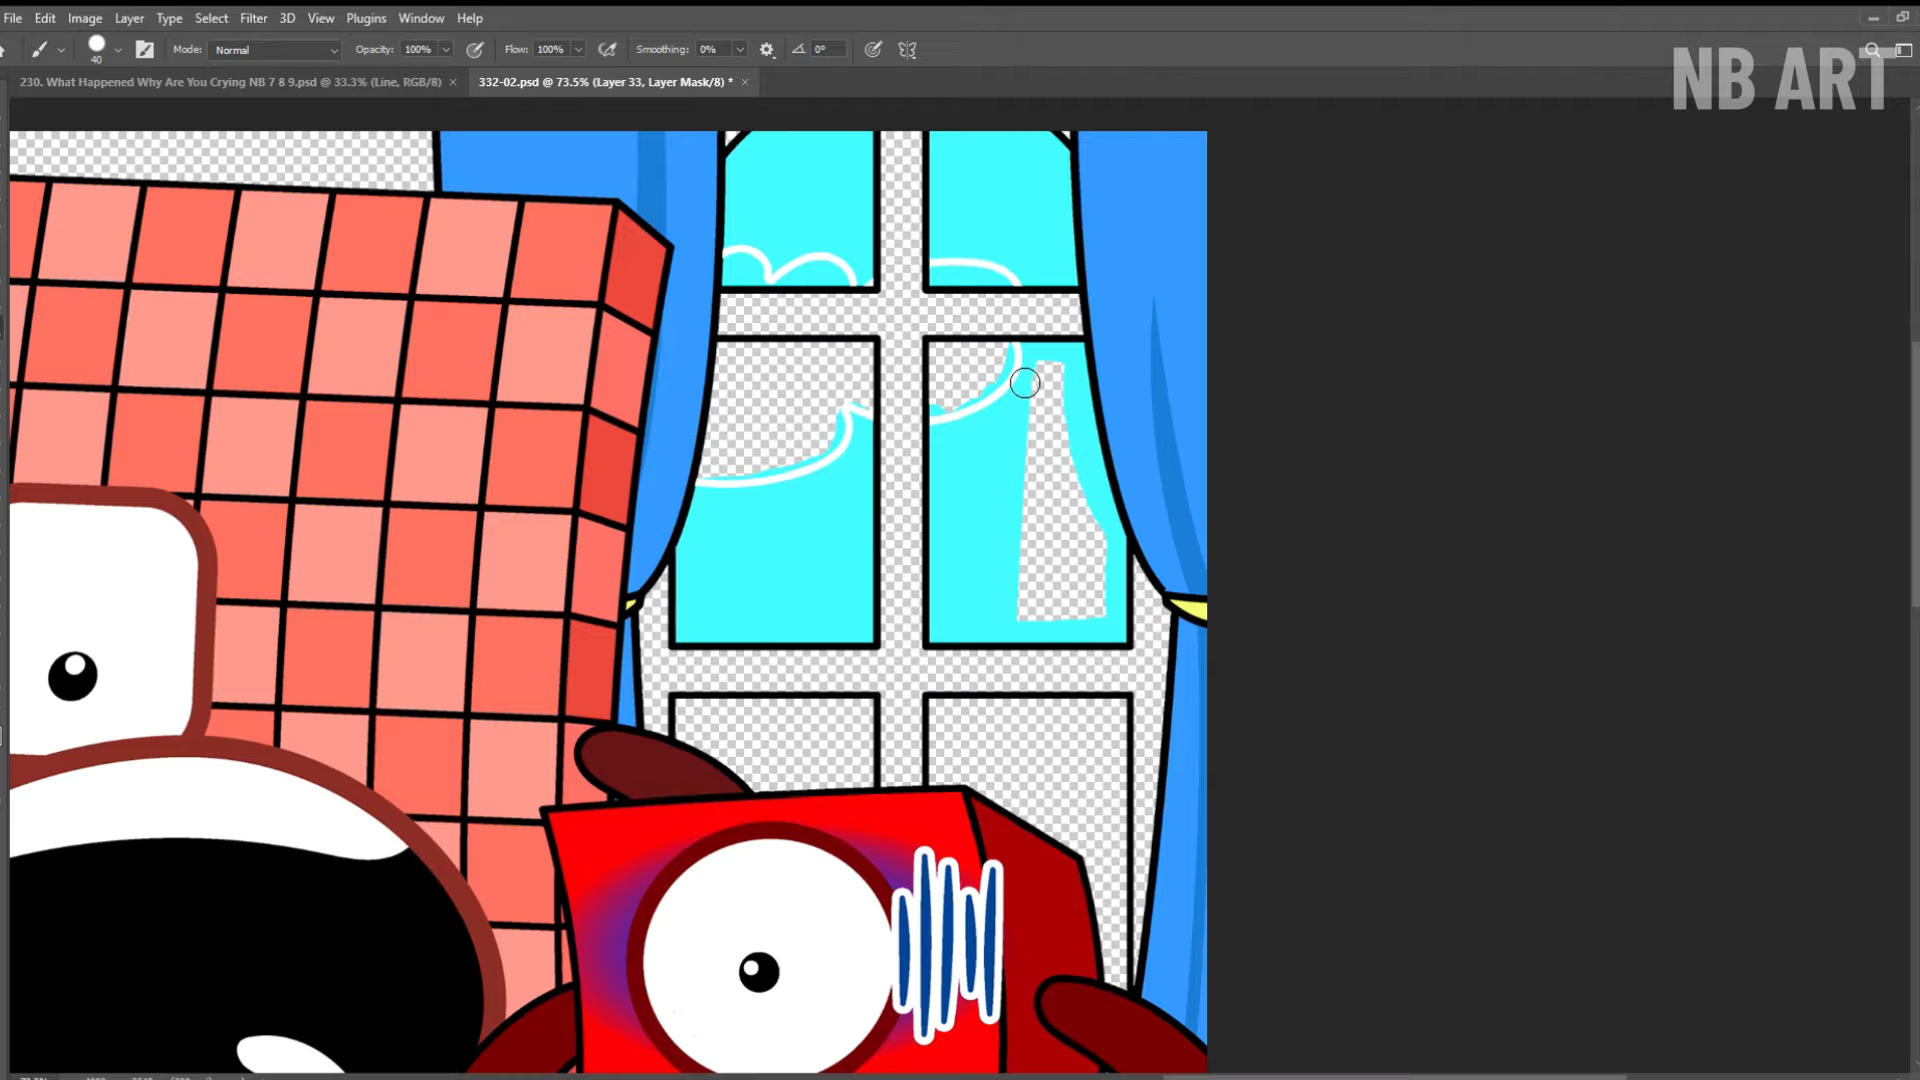 File Edit Image Layer Type Select Filter 3D View Plugins Window Help
40 Mode: Normal Opacity: 100% Flow: 100% Smoothing: 0% 0°
NB ART
230. What Happened Why Are You Crying NB 7 8 9.psd @ 33.3% (Line, RGB/8) × 332-02.psd @ 73.5% (Layer 33, Layer Mask/8) * ×